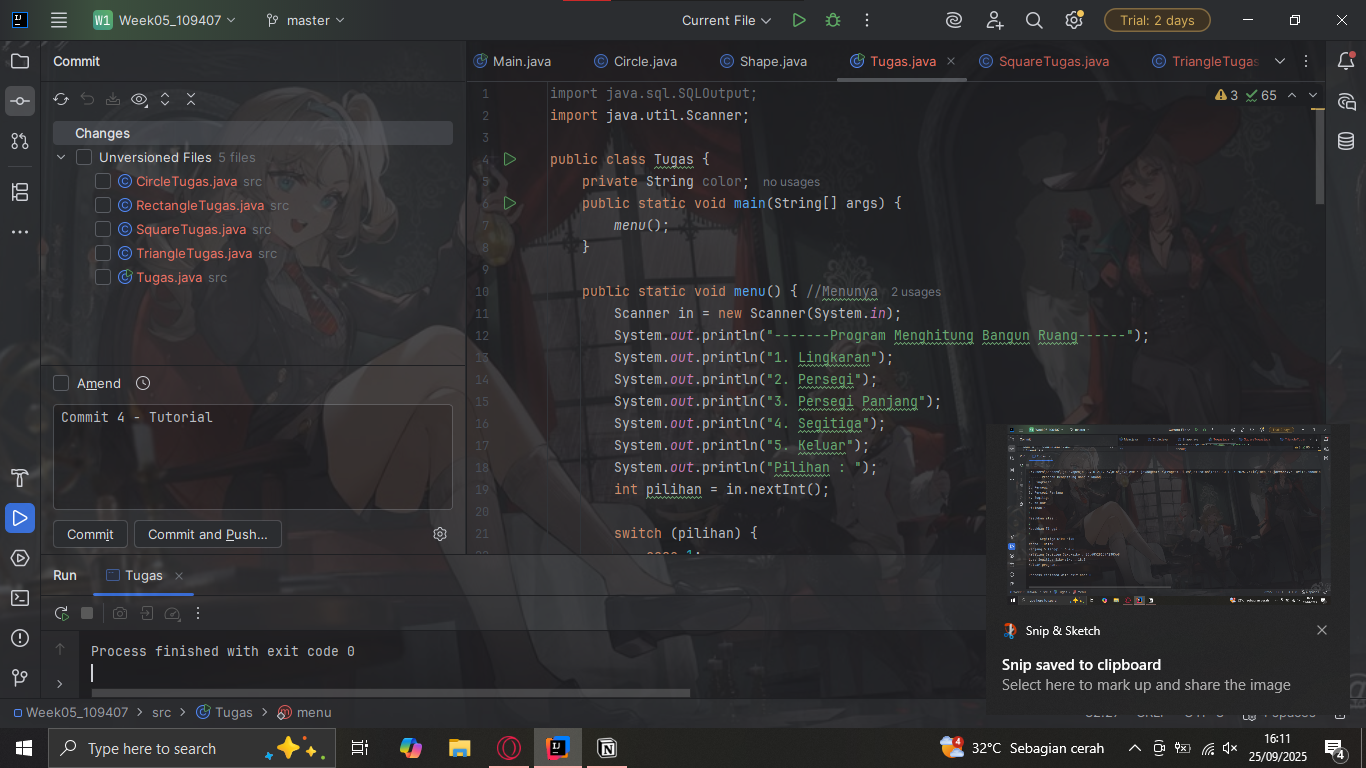 W1 Week05_109407 master Current File Trial: 2 days
Commit
Main.java Circle.java Shape.java Tugas.java SquareTugas.java TriangleTugas
Changes
Unversioned Files 5 files
CircleTugas.java src
RectangleTugas.java src
SquareTugas.java src
TriangleTugas.java src
Tugas.java src
Amend
Commit 4 - Tutorial
Commit Commit and Push...
3 65
1 import java.sql.SQLOutput;
2 import java.util.Scanner;
3
4 public class Tugas {
5 private String color; no usages
6 public static void main(String[] args) {
7 menu();
8 }
9
10 public static void menu() { //Menunya 2 usages
11 Scanner in = new Scanner(System.in);
12 System.out.println("-------Program Menghitung Bangun Ruang------");
13 System.out.println("1. Lingkaran");
14 System.out.println("2. Persegi");
15 System.out.println("3. Persegi Panjang");
16 System.out.println("4. Segitiga");
17 System.out.println("5. Keluar");
18 System.out.println("Pilihan : ");
19 int pilihan = in.nextInt();
20
21 switch (pilihan) {
Run Tugas
Process finished with exit code 0
Snip & Sketch
Snip saved to clipboard
Select here to mark up and share the image
Week05_109407 > src > Tugas > menu
Type here to search
4
32°C Sebagian cerah
16:11
25/09/2025
4